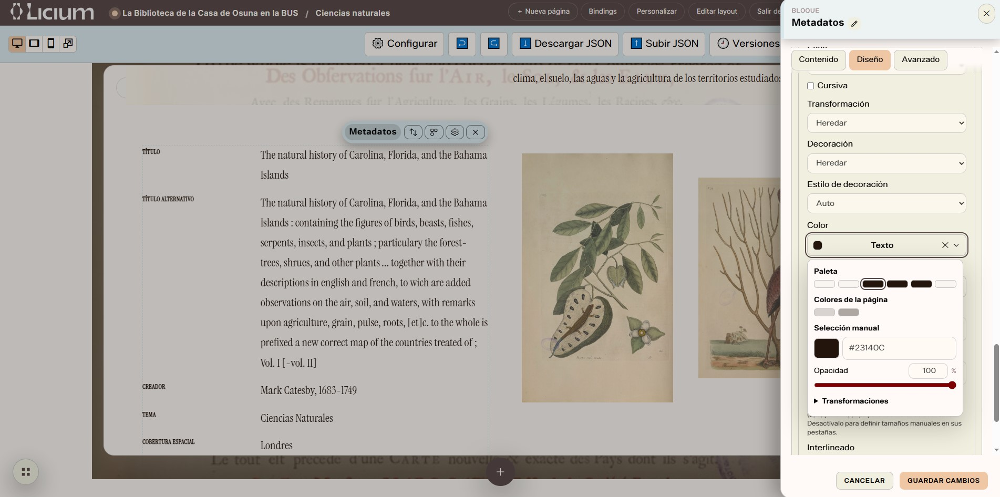 Licium
La Biblioteca de la Casa de Osuna en la BUS / Ciencias naturales
+ Nueva página
Bindings
Personalizar
Editar layout
Salir de
Configurar
Descargar JSON
Subir JSON
Versiones
Des Obſervations ſur l'AIR, le
clima, el suelo, las aguas y la agricultura de los territorios estudiados
Avec des Remarques ſur l'Agriculture, les Grains, les Légumes, les Racines, &c.
Metadatos
TÍTULO
The natural history of Carolina, Florida, and the Bahama
Islands
TÍTULO ALTERNATIVO
The natural history of Carolina, Florida, and the Bahama
Islands : containing the figures of birds, beasts, fishes,
serpents, insects, and plants ; particulary the forest-
trees, shrues, and other plants ... together with their
descriptions in english and french, to wich are added
observations on the air, soil, and waters, with remarks
upon agriculture, grain, pulse, roots, [et]c. to the whole is
prefixed a new correct map of the countries treated of ;
Vol. I [-vol. II]
CREADOR
Mark Catesby, 1683-1749
TEMA
Ciencias Naturales
COBERTURA ESPACIAL
Londres
Le tout eſt précédé d'une CARTE nouvelle & exacte des Pays dont ils s'agit.
BLOQUE
Metadatos
Contenido
Diseño
Avanzado
Cursiva
Transformación
Heredar
Decoración
Heredar
Estilo de decoración
Auto
Color
Texto
Paleta
Colores de la página
Selección manual
#23140C
Opacidad
100 %
Transformaciones
Desactívalo para definir tamaños manuales en sus
pestañas.
Interlineado
CANCELAR
GUARDAR CAMBIOS